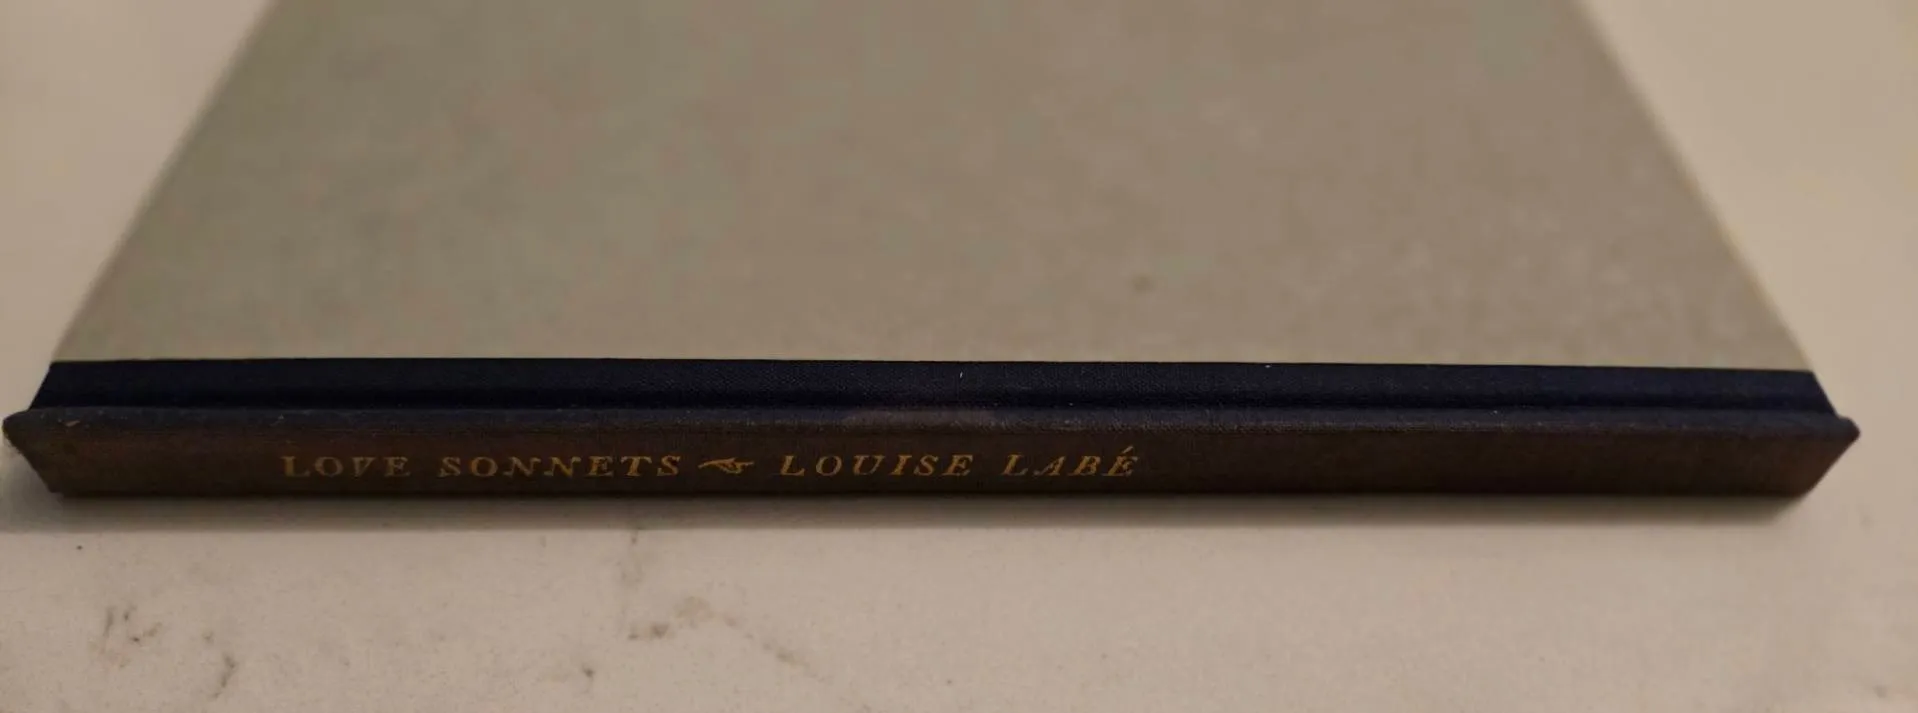 LOVE SONNETS ☙ LOUISE LABÉ